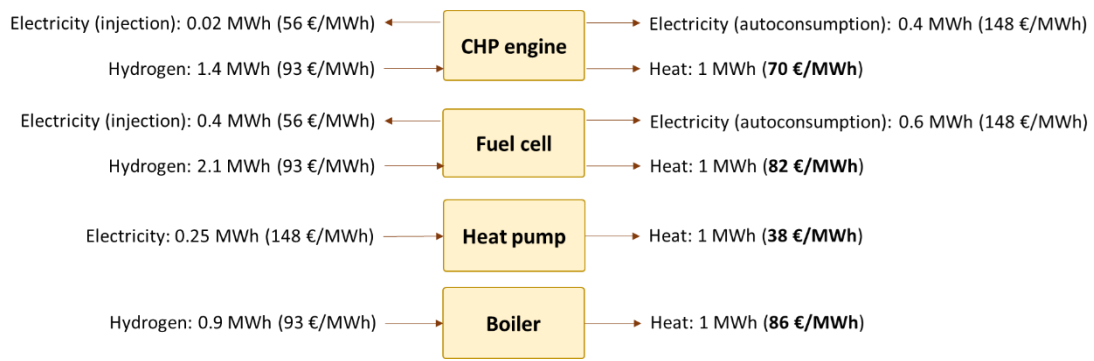 Electricity (injection): 0.02 MWh (56 €/MWh)
Electricity (autoconsumption): 0.4 MWh (148 €/MWh)
CHP engine
Hydrogen: 1.4 MWh (93 €/MWh)
Heat: 1 MWh (70 €/MWh)
Electricity (injection): 0.4 MWh (56 €/MWh)
Electricity (autoconsumption): 0.6 MWh (148 €/MWh)
Fuel cell
Hydrogen: 2.1 MWh (93 €/MWh)
Heat: 1 MWh (82 €/MWh)
Electricity: 0.25 MWh (148 €/MWh)
Heat pump
Heat: 1 MWh (38 €/MWh)
Hydrogen: 0.9 MWh (93 €/MWh)
Boiler
Heat: 1 MWh (86 €/MWh)